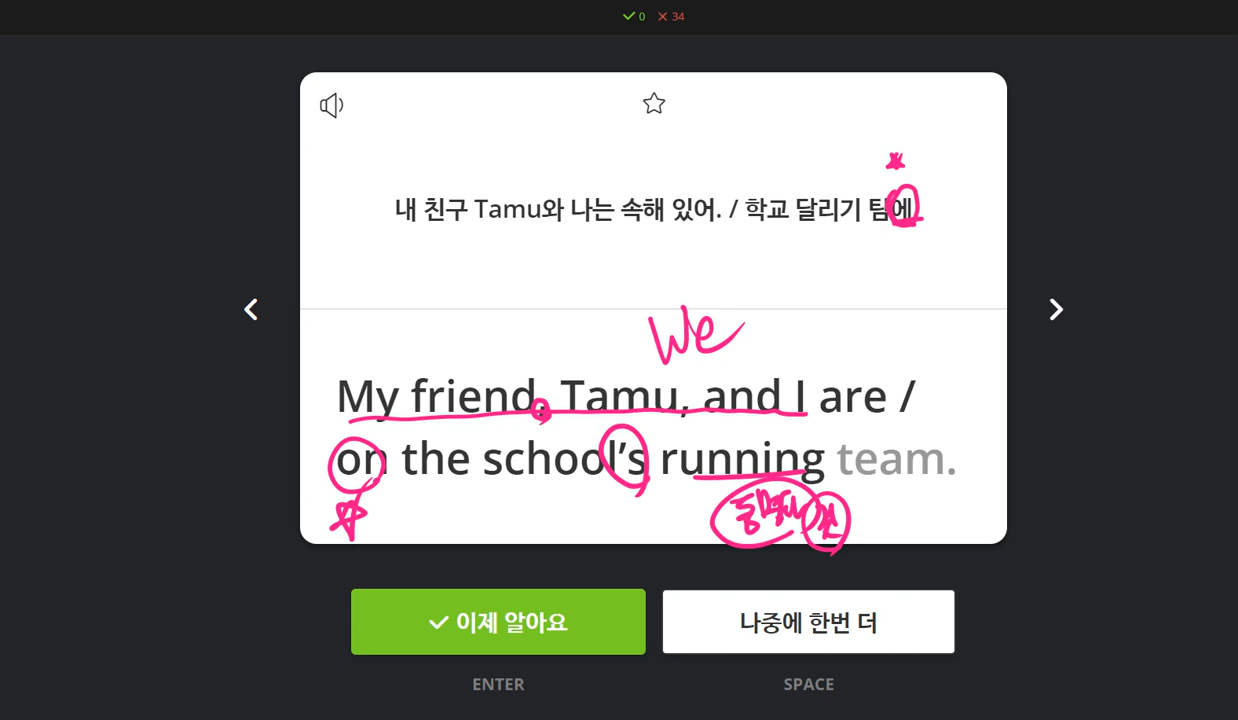 0 34
내 친구 Tamu와 나는 속해 있어. / 학교 달리기 팀에
We
My friend, Tamu, and I are /
on the school's running team.
동명사
이제 알아요 나중에 한번 더
ENTER SPACE